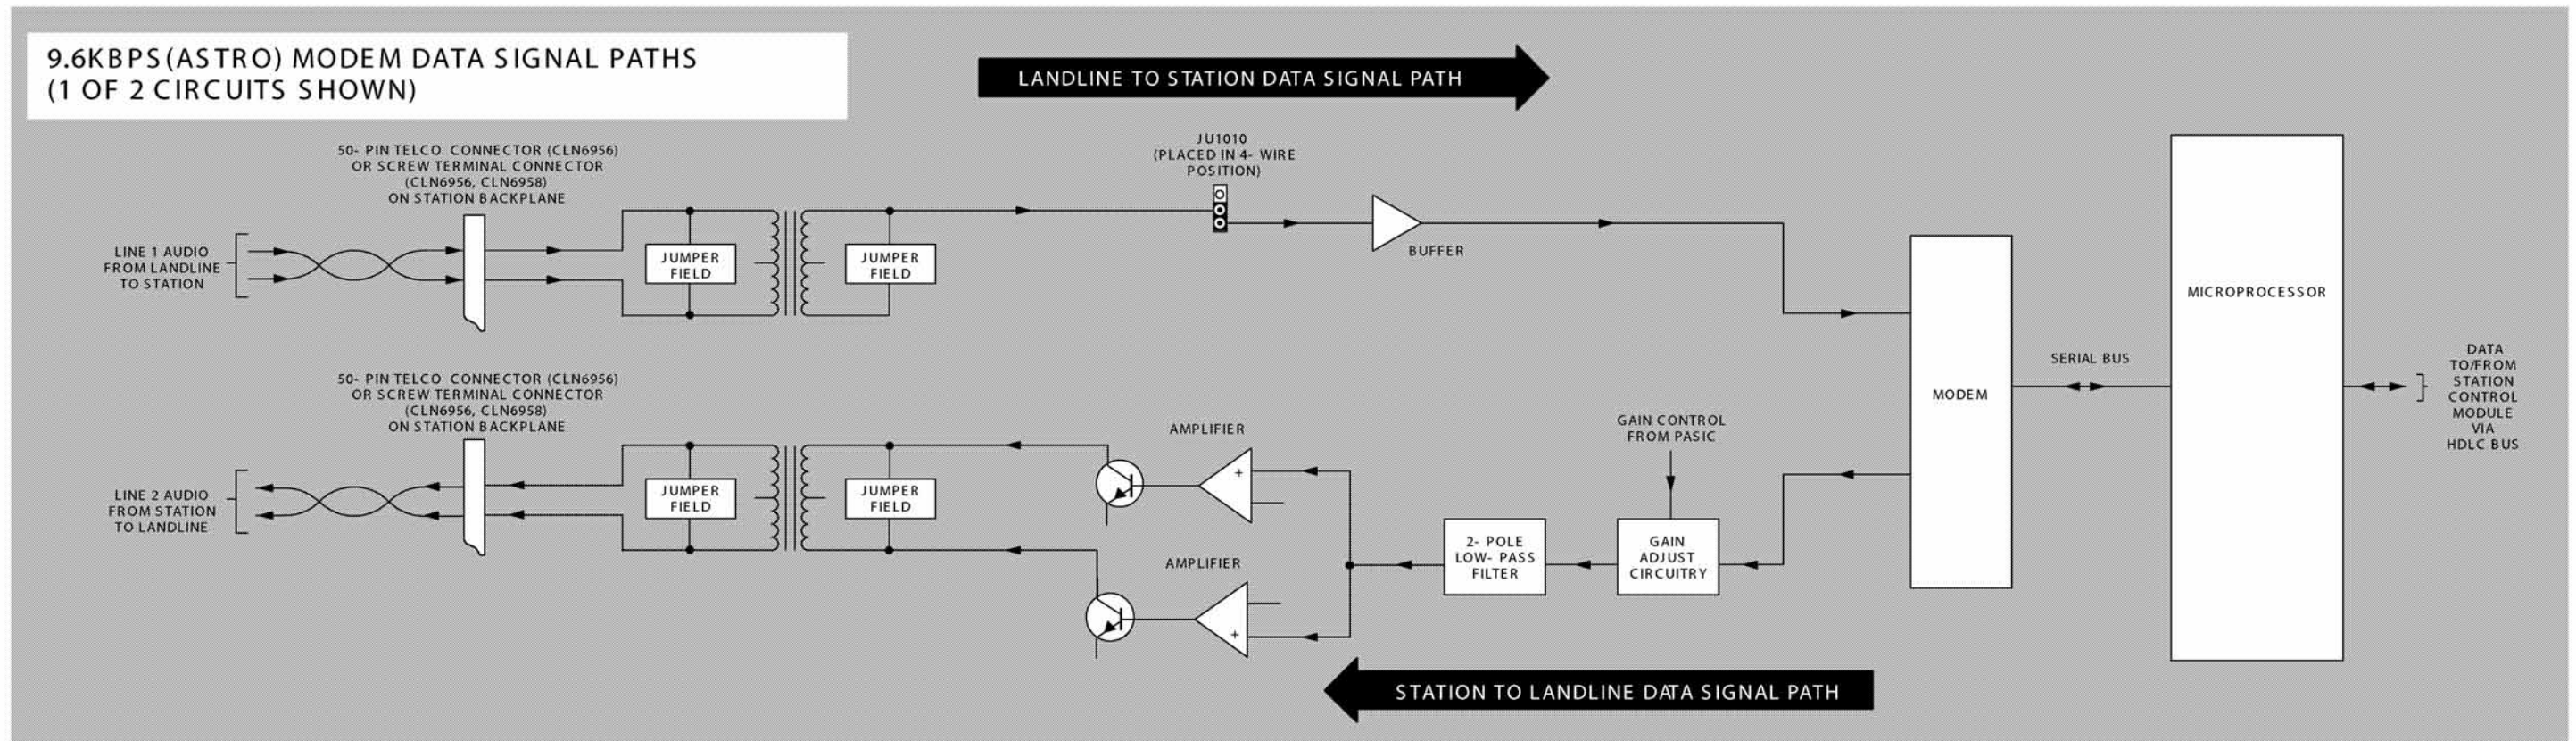 9.6KBPS (ASTRO) MODEM DATA SIGNAL PATHS
(1 OF 2 CIRCUITS SHOWN)
LANDLINE TO STATION DATA SIGNAL PATH
50- PIN TELCO CONNECTOR (CLN6956)
OR SCREW TERMINAL CONNECTOR
(CLN6956, CLN6958)
ON STATION BACKPLANE
JU1010
(PLACED IN 4- WIRE
POSITION)
LINE 1 AUDIO
FROM LANDLINE
TO STATION
JUMPER
FIELD
JUMPER
FIELD
BUFFER
MICROPROCESSOR
MODEM
SERIAL BUS
DATA
TO/FROM
STATION
CONTROL
MODULE
VIA
HDLC BUS
50- PIN TELCO CONNECTOR (CLN6956)
OR SCREW TERMINAL CONNECTOR
(CLN6956, CLN6958)
ON STATION BACKPLANE
LINE 2 AUDIO
FROM STATION
TO LANDLINE
JUMPER
FIELD
JUMPER
FIELD
AMPLIFIER
+
AMPLIFIER
+
2- POLE
LOW- PASS
FILTER
GAIN CONTROL
FROM PASIC
GAIN
ADJUST
CIRCUITRY
STATION TO LANDLINE DATA SIGNAL PATH